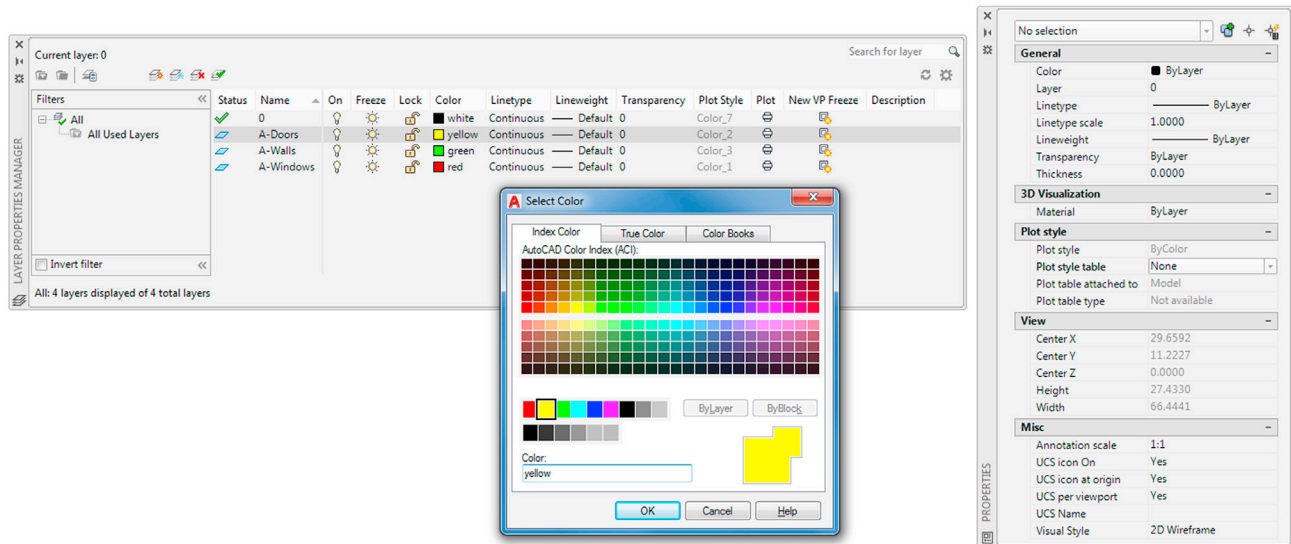 Current layer: 0
Search for layer
Filters
Status Name On Freeze Lock Color Linetype Lineweight Transparency Plot Style Plot New VP Freeze Description
All
0 white Continuous Default 0 Color_7
All Used Layers
A-Doors yellow Continuous Default 0 Color_2
A-Walls green Continuous Default 0 Color_3
A-Windows red Continuous Default 0 Color_1
Invert filter
All: 4 layers displayed of 4 total layers
LAYER PROPERTIES MANAGER
A Select Color
Index Color True Color Color Books
AutoCAD Color Index (ACI):
ByLayer ByBlock
Color:
yellow
OK Cancel Help
No selection
General
Color ByLayer
Layer 0
Linetype ByLayer
Linetype scale 1.0000
Lineweight ByLayer
Transparency ByLayer
Thickness 0.0000
3D Visualization
Material ByLayer
Plot style
Plot style ByColor
Plot style table None
Plot table attached to Model
Plot table type Not available
View
Center X 29.6592
Center Y 11.2227
Center Z 0.0000
Height 27.4330
Width 66.4441
Misc
Annotation scale 1:1
UCS icon On Yes
UCS icon at origin Yes
UCS per viewport Yes
UCS Name
Visual Style 2D Wireframe
PROPERTIES